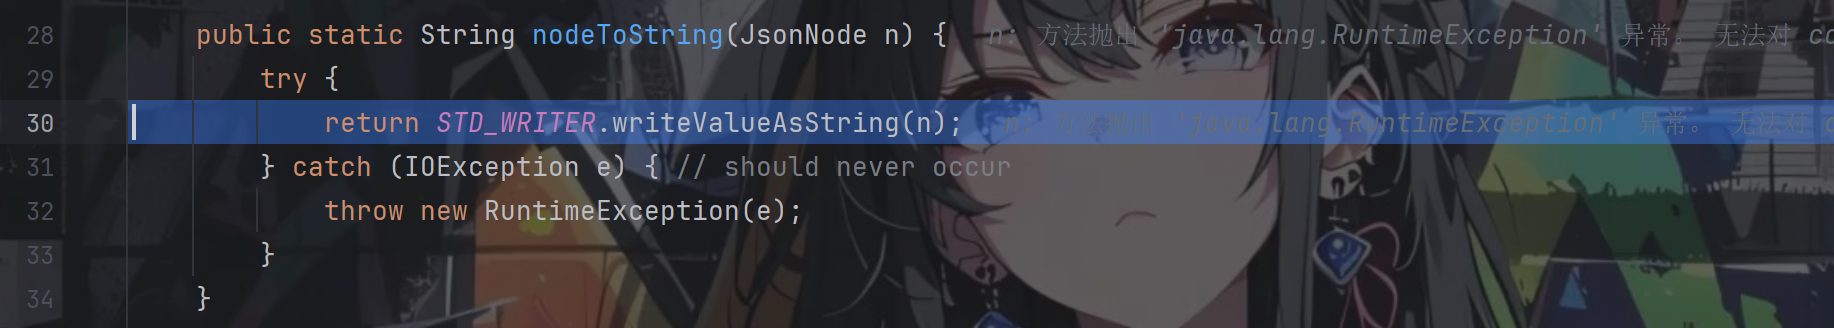 28 public static String nodeToString(JsonNode n) { n: 方法抛出 'java.lang.RuntimeException' 异常。 无法对
29 try {
30 return STD_WRITER.writeValueAsString(n); n: 方法抛出 'java.lang.RuntimeException' 异常。 无法对
31 } catch (IOException e) { // should never occur
32 throw new RuntimeException(e);
33 }
34 }